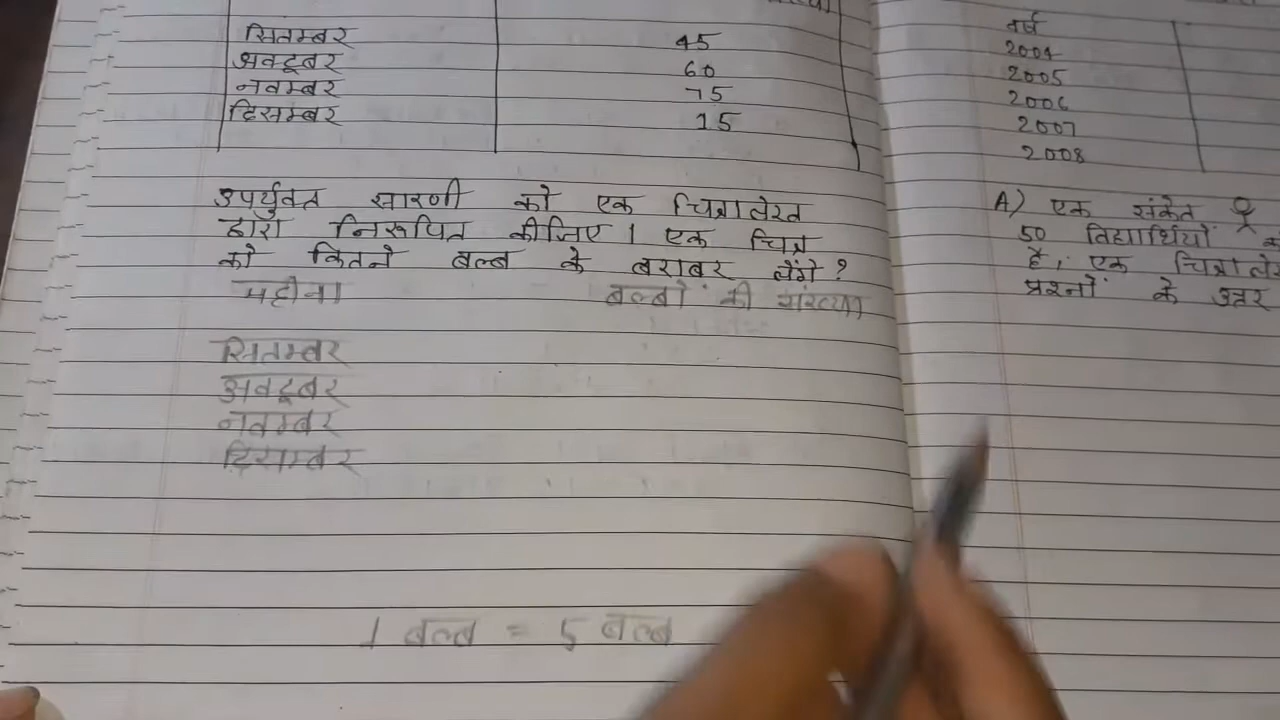 सितम्बर 45
अक्टूबर 60
नवम्बर 75
दिसम्बर 15
उपर्युक्त सारणी को एक चित्रालेख
द्वारा निरूपित कीजिए । एक चित्र
को कितने बल्ब के बराबर लेंगे ?
महीना बल्बों की संख्या
सितम्बर
अक्टूबर
नवम्बर
दिसम्बर
1 बल्ब = 5 बल्ब
वर्ष
2004
2005
2006
2007
2008
A) एक संकेत
50 विद्यार्थियों
है, एक
प्रश्नों के उत्तर